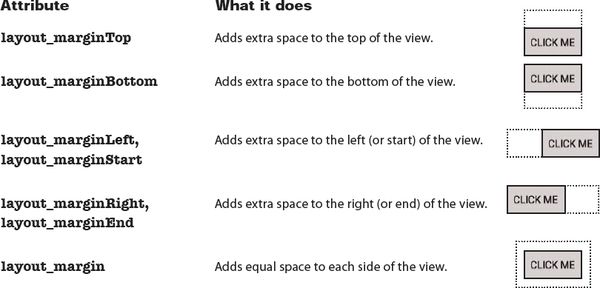 Attribute What it does
layout_marginTop Adds extra space to the top of the view. CLICK ME
layout_marginBottom Adds extra space to the bottom of the view. CLICK ME
layout_marginLeft, Adds extra space to the left (or start) of the view. CLICK ME
layout_marginStart
layout_marginRight, Adds extra space to the right (or end) of the view. CLICK ME
layout_marginEnd
layout_margin Adds equal space to each side of the view. CLICK ME